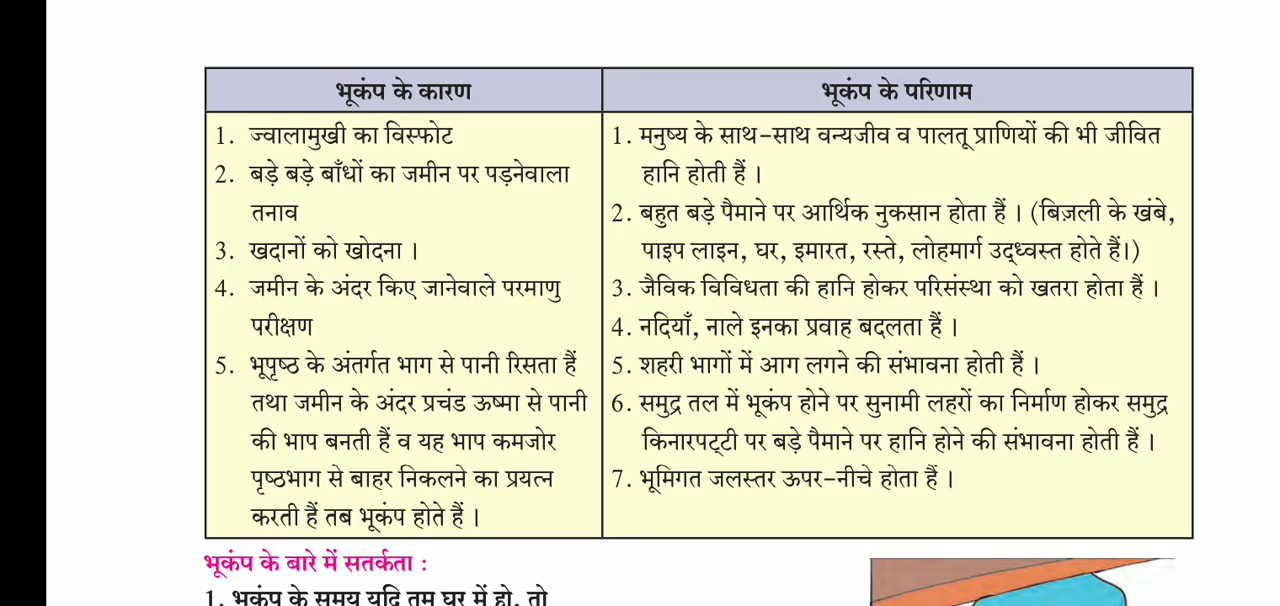 भूकंप के कारण
1. ज्वालामुखी का विस्फोट
2. बड़े बड़े बाँधों का जमीन पर पड़नेवाला
तनाव
3. खदानों को खोदना ।
4. जमीन के अंदर किए जानेवाले परमाणु
परीक्षण
5. भूपृष्ठ के अंतर्गत भाग से पानी रिसता हैं
तथा जमीन के अंदर प्रचंड ऊष्मा से पानी
की भाप बनती हैं व यह भाप कमजोर
पृष्ठभाग से बाहर निकलने का प्रयत्न
करती हैं तब भूकंप होते हैं ।
भूकंप के परिणाम
1. मनुष्य के साथ-साथ वन्यजीव व पालतू प्राणियों की भी जीवित
हानि होती हैं ।
2. बहुत बड़े पैमाने पर आर्थिक नुकसान होता हैं । (बिज़ली के खंबे,
पाइप लाइन, घर, इमारत, रस्ते, लोहमार्ग उद्ध्वस्त होते हैं।)
3. जैविक विविधता की हानि होकर परिसंस्था को खतरा होता हैं ।
4. नदियाँ, नाले इनका प्रवाह बदलता हैं ।
5. शहरी भागों में आग लगने की संभावना होती हैं ।
6. समुद्र तल में भूकंप होने पर सुनामी लहरों का निर्माण होकर समुद्र
किनारपट्टी पर बड़े पैमाने पर हानि होने की संभावना होती हैं ।
7. भूमिगत जलस्तर ऊपर-नीचे होता हैं ।
भूकंप के बारे में सतर्कता :
1. भूकंप के समय यदि तुम घर में हो, तो